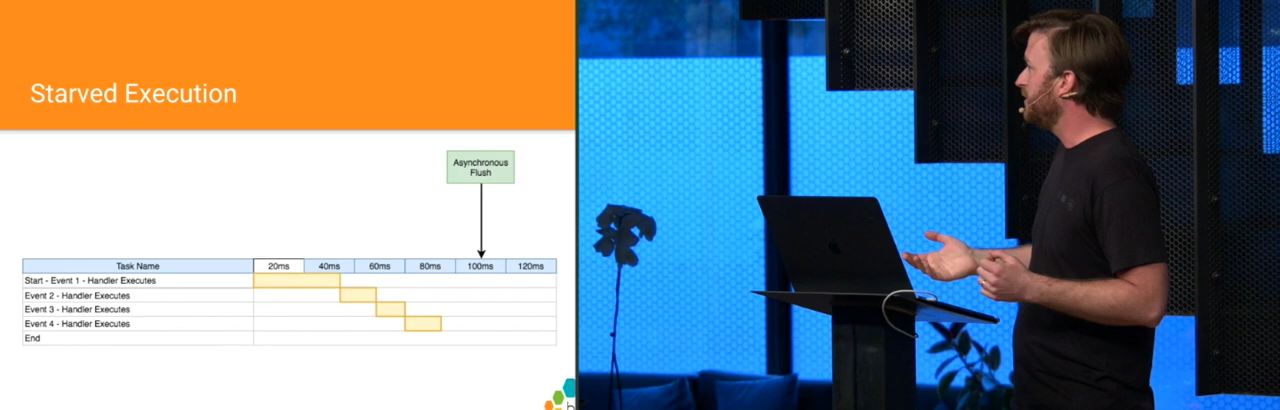 Starved Execution
Asynchronous
Flush
Task Name 20ms 40ms 60ms 80ms 100ms 120ms
Start - Event 1 - Handler Executes
Event 2 - Handler Executes
Event 3 - Handler Executes
Event 4 - Handler Executes
End